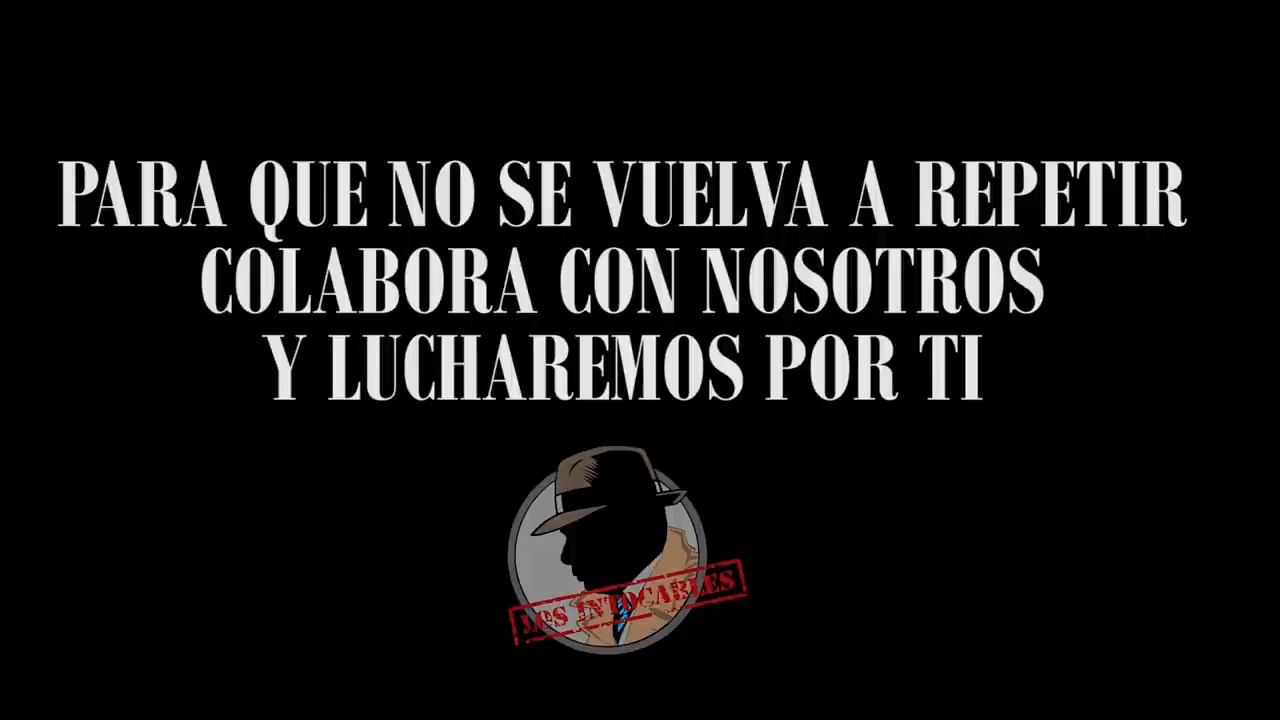 PARA QUE NO SE VUELVA A REPETIR
COLABORA CON NOSOTROS
Y LUCHAREMOS POR TI
LOS INTOCABLES